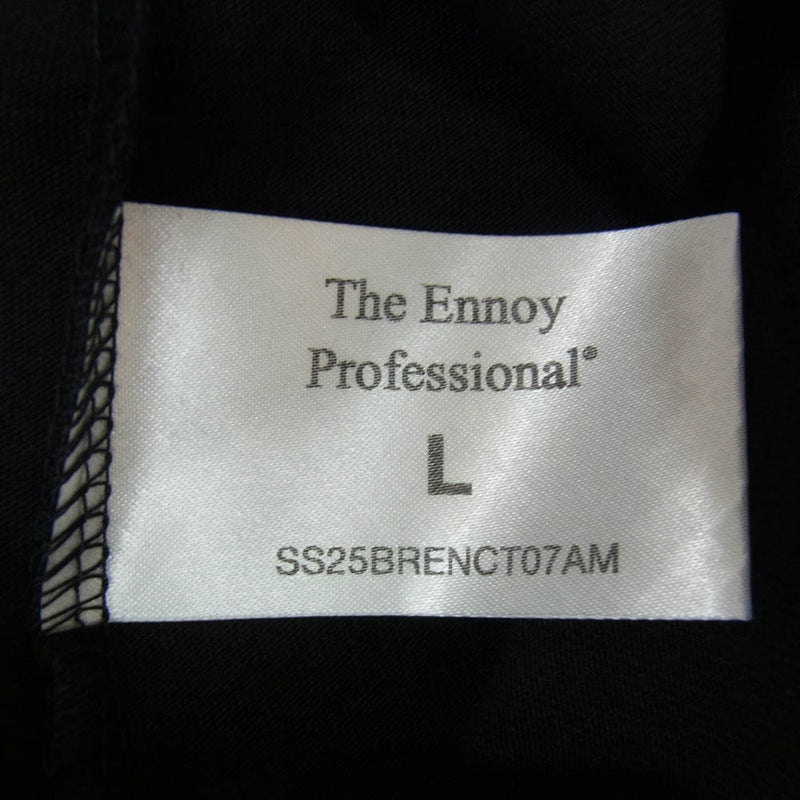 The Ennoy
Professional®
L
SS25BRENCT07AM